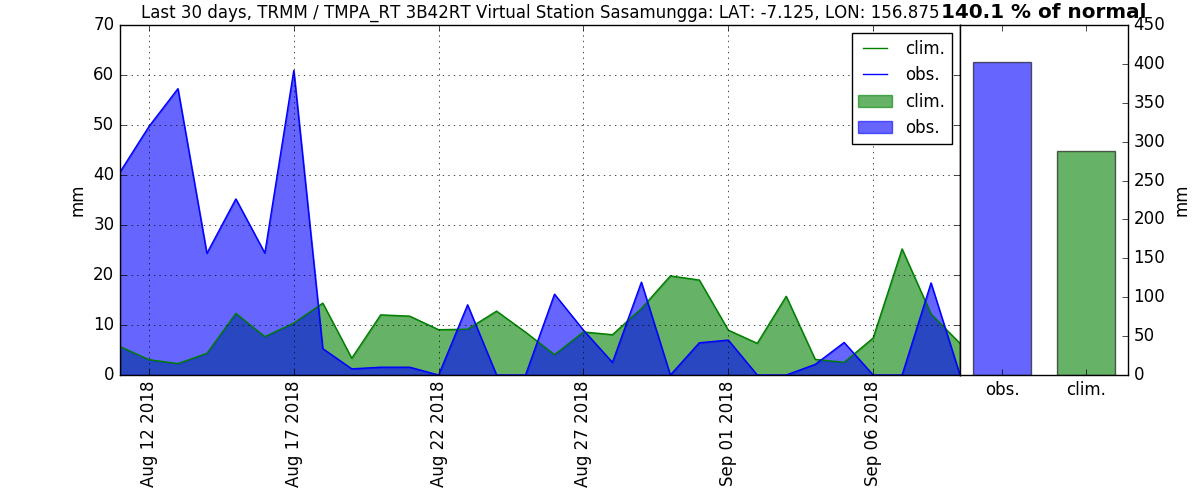 Last 30 days, TRMM / TMPA_RT 3B42RT Virtual Station Sasamungga: LAT: -7.125, LON: 156.875
140.1 % of normal
70
60
50
40
30
20
10
0
mm
clim.
obs.
clim.
obs.
Aug 12 2018
Aug 17 2018
Aug 22 2018
Aug 27 2018
Sep 01 2018
Sep 06 2018
450
400
350
300
250
200
150
100
50
0
mm
obs.
clim.